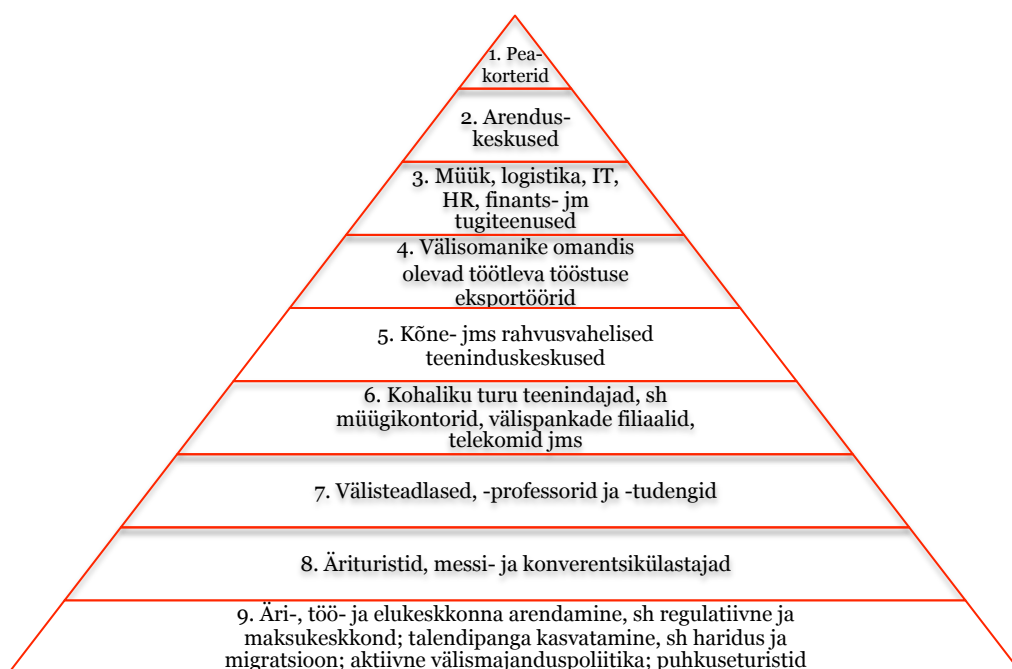 1. Pea-
korterid
2. Arendus-
keskused
3. Müük, logistika, IT,
HR, finants- jm
tugiteenused
4. Välisomanike omandis
olevad töötleva tööstuse
eksportöörid
5. Kõne- jms rahvusvahelised
teeninduskeskused
6. Kohaliku turu teenindajad, sh
müügikontorid, välispankade filiaalid,
telekomid jms
7. Välisteadlased, -professorid ja -tudengid
8. Ärituristid, messi- ja konverentsikülastajad
9. Äri-, töö- ja elukeskkonna arendamine, sh regulatiivne ja
maksukeskkond; talendipanga kasvatamine, sh haridus ja
migratsioon; aktiivne välismajanduspoliitika; puhkuseturistid